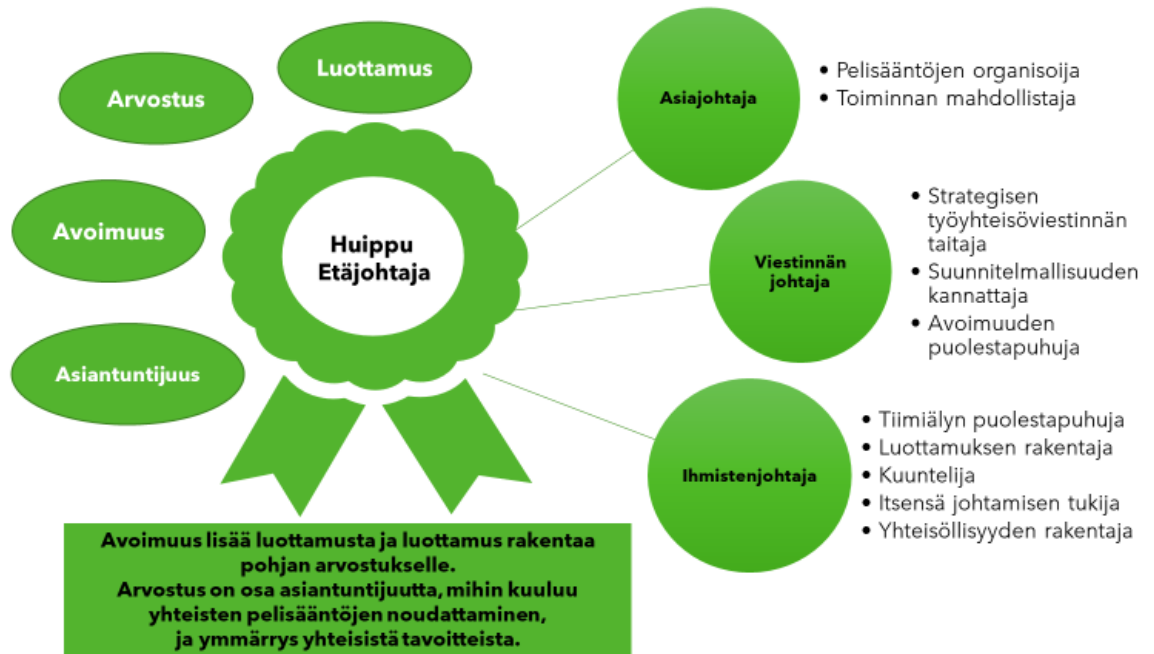 Luottamus
Arvostus
Avoimuus
Asiantuntijuus
Huippu
Etäjohtaja
Avoimuus lisää luottamusta ja luottamus rakentaa
pohjan arvostukselle.
Arvostus on osa asiantuntijuutta, mihin kuuluu
yhteisten pelisääntöjen noudattaminen,
ja ymmärrys yhteisistä tavoitteista.
Asiajohtaja
• Pelisääntöjen organisoija
• Toiminnan mahdollistaja
Viestinnän
johtaja
• Strategisen
työyhteisöviestinnän
taitaja
• Suunnitelmallisuuden
kannattaja
• Avoimuuden
puolestapuhuja
Ihmistenjohtaja
• Tiimiälyn puolestapuhuja
• Luottamuksen rakentaja
• Kuuntelija
• Itsensä johtamisen tukija
• Yhteisöllisyyden rakentaja